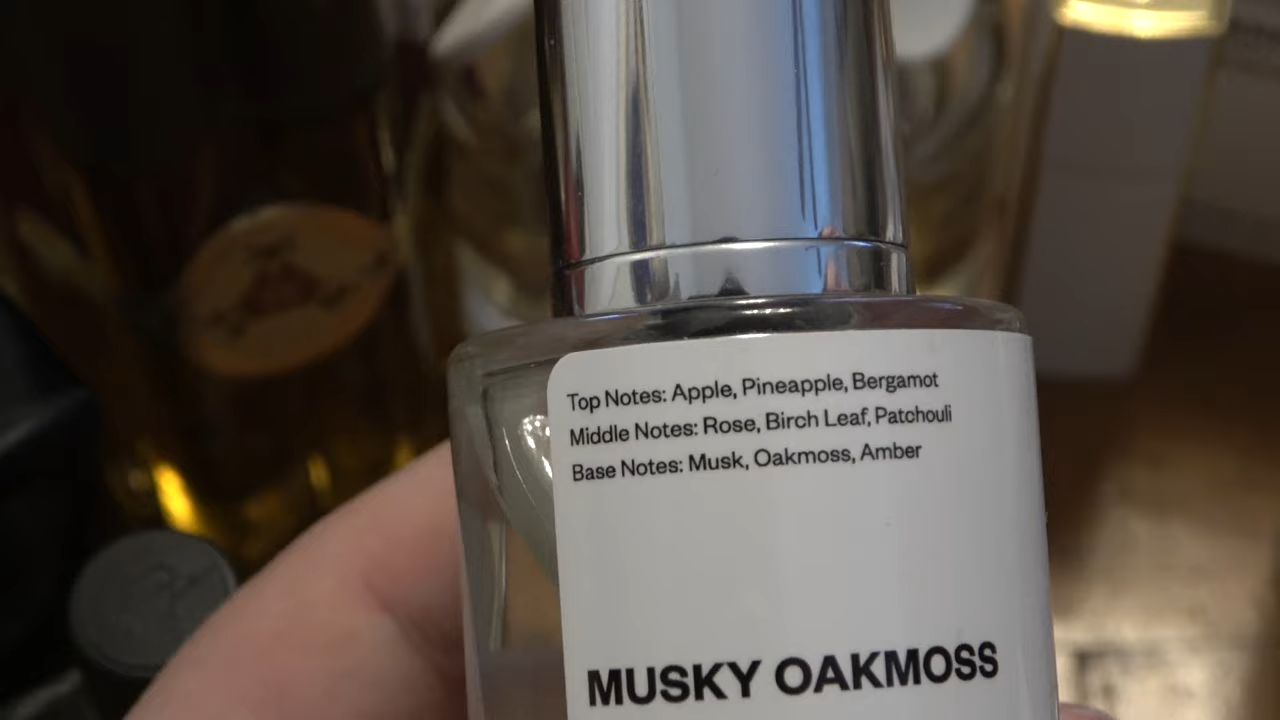 Top Notes: Apple, Pineapple, Bergamot
Middle Notes: Rose, Birch Leaf, Patchouli
Base Notes: Musk, Oakmoss, Amber
MUSKY OAKMOSS